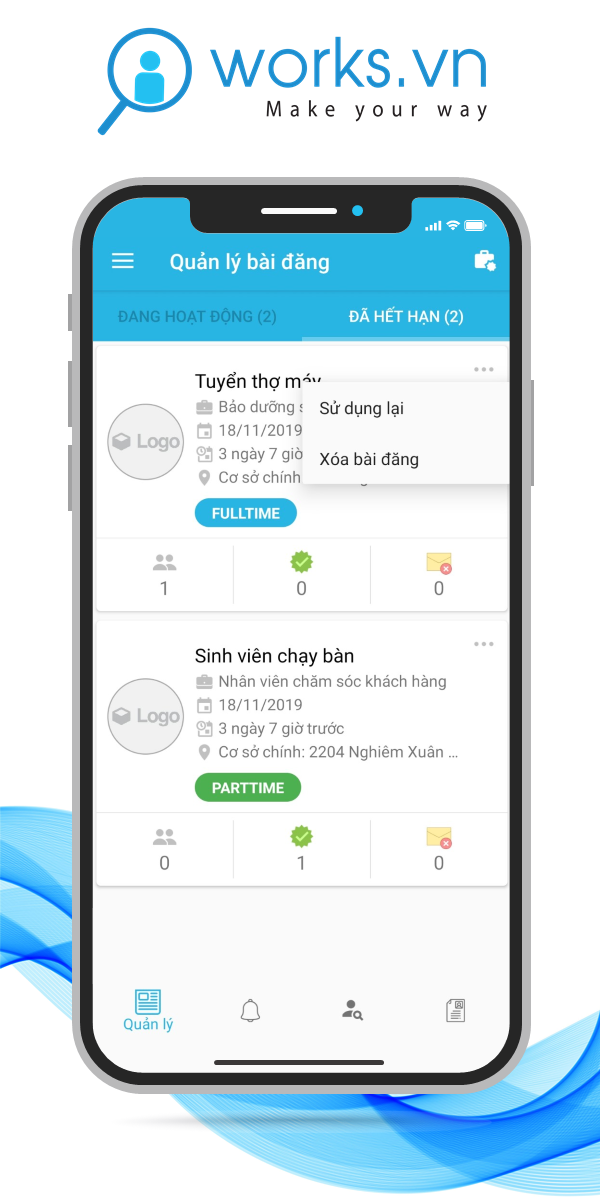 works.vn
Make your way
Quản lý bài đăng
ĐANG HOẠT ĐỘNG (2)
ĐÃ HẾT HẠN (2)
Tuyển thợ máy
Sử dụng lại
Xóa bài đăng
Bảo dưỡng
18/11/2019
3 ngày 7 giờ
Cơ sở chính
Logo
FULLTIME
1
0
0
Sinh viên chạy bàn
Nhân viên chăm sóc khách hàng
18/11/2019
3 ngày 7 giờ trước
Cơ sở chính: 2204 Nghiêm Xuân ...
Logo
PARTTIME
0
1
0
Quản lý